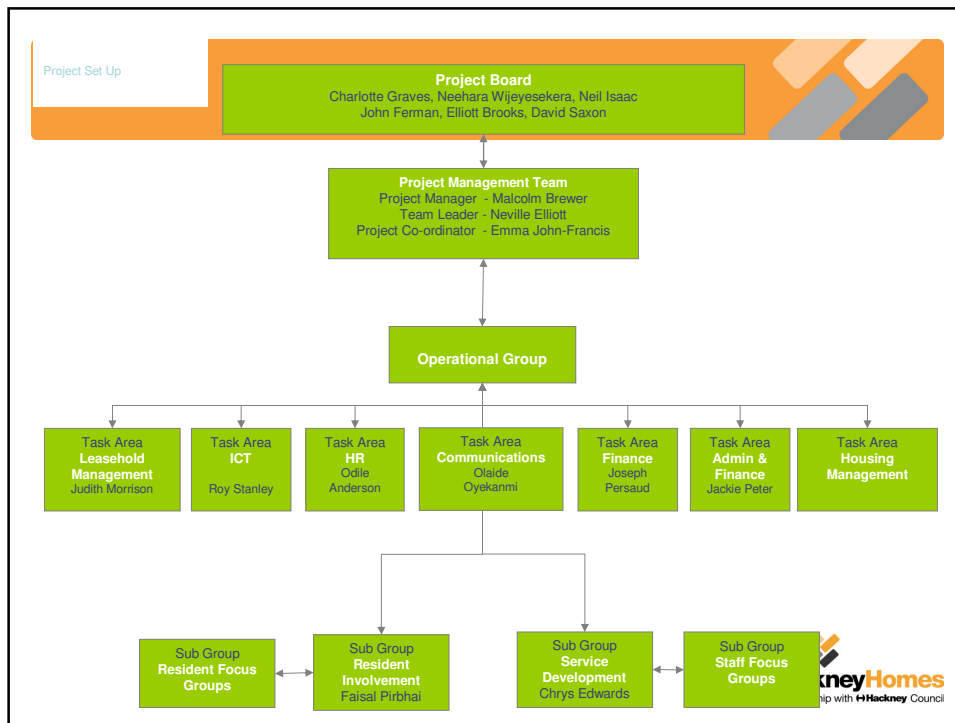 Project Set Up
Project Board
Charlotte Graves, Neehara Wijeyesekera, Neil Isaac
John Ferman, Elliott Brooks, David Saxon
Project Management Team
Project Manager - Malcolm Brewer
Team Leader - Neville Elliott
Project Co-ordinator - Emma John-Francis
Operational Group
Task Area
Leasehold
Management
Judith Morrison
Task Area
ICT
Roy Stanley
Task Area
HR
Odile
Anderson
Task Area
Communications
Olaide
Oyekanmi
Task Area
Finance
Joseph
Persaud
Task Area
Admin &
Finance
Jackie Peter
Task Area
Housing
Management
Sub Group
Resident Focus
Groups
Sub Group
Resident
Involvement
Faisal Pirbhai
Sub Group
Service
Development
Chrys Edwards
Sub Group
Staff Focus
Groups
kneyHomes
hip with Hackney Council